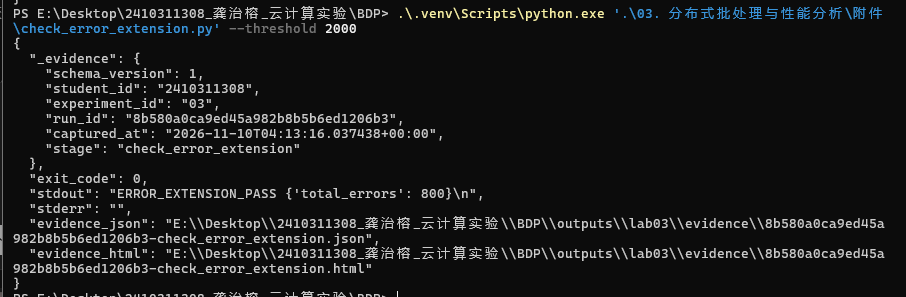 PS E:\Desktop\2410311308_龚治榕_云计算实验\BDP> .\.venv\Scripts\python.exe '.\03. 分布式批处理与性能分析\附件
\check_error_extension.py' --threshold 2000
{
  "_evidence": {
    "schema_version": 1,
    "student_id": "2410311308",
    "experiment_id": "03",
    "run_id": "8b580a0ca9ed45a982b8b5b6ed1206b3",
    "captured_at": "2026-11-10T04:13:16.037438+00:00",
    "stage": "check_error_extension"
  },
  "exit_code": 0,
  "stdout": "ERROR_EXTENSION_PASS {'total_errors': 800}\n",
  "stderr": "",
  "evidence_json": "E:\\Desktop\\2410311308_龚治榕_云计算实验\\BDP\\outputs\\lab03\\evidence\\8b580a0ca9ed45a
982b8b5b6ed1206b3-check_error_extension.json",
  "evidence_html": "E:\\Desktop\\2410311308_龚治榕_云计算实验\\BDP\\outputs\\lab03\\evidence\\8b580a0ca9ed45a
982b8b5b6ed1206b3-check_error_extension.html"
}
PS E:\Desktop\2410311308_龚治榕_云计算实验\BDP>